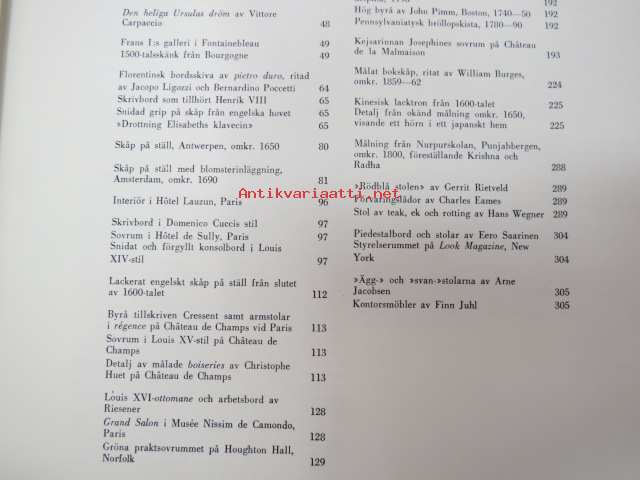 Den heliga Ursulas dröm av Vittore
Carpaccio 48
Frans I:s galleri i Fontainebleau 49
1500-talsskänk från Bourgogne 49
Florentinsk bordsskiva av pietro duro, ritad
av Jacopo Ligozzi och Bernardino Poccetti 64
Skrivbord som tillhört Henrik VIII 65
Snidad grip på skåp från engelska hovet 65
»Drottning Elisabeths klavecin» 65
Skåp på ställ, Antwerpen, omkr. 1650 80
Skåp på ställ med blomsterinläggning,
Amsterdam, omkr. 1690 81
Interiör i Hôtel Lauzun, Paris 96
Skrivbord i Domenico Cuccis stil 97
Sovrum i Hôtel de Sully, Paris 97
Snidat och förgyllt konsolbord i Louis
XIV-stil 97
Lackerat engelskt skåp på ställ från slutet
av 1600-talet 112
Byrå tillskriven Cressent samt armstolar
i régence på Château de Champs vid Paris 113
Sovrum i Louis XV-stil på Château de
Champs 113
Detalj av målade boiseries av Christophe
Huet på Château de Champs 113
Louis XVI-ottomane och arbetsbord av
Riesener 128
Grand Salon i Musée Nissim de Camondo,
Paris 128
Gröna praktsovrummet på Houghton Hall,
Norfolk 129
192
Hög byrå av John Pimm, Boston, 1740—50 192
Pennsylvaniatysk bröllopskista, 1780—90 192
Kejsarinnan Josephines sovrum på Château
de la Malmaison 193
Målat bokskåp, ritat av William Burges,
omkr. 1859—62 224
Kinesisk lacktron från 1600-talet 225
Detalj från okänd målning omkr. 1650,
visande ett hörn i ett japanskt hem 225
Målning från Nurpurskolan, Punjabbergen,
omkr. 1800, föreställande Krishna och
Radha 288
»Rödblå stolen» av Gerrit Rietveld 289
Förvaringslådor av Charles Eames 289
Stol av teak, ek och rotting av Hans Wegner 289
Piedestalbord och stolar av Eero Saarinen 304
Styrelserummet på Look Magazine, New
York 304
»Ägg-» och »svan-»stolarna av Arne
Jacobsen 305
Kontorsmöbler av Finn Juhl 305
Antikvariaatti.net